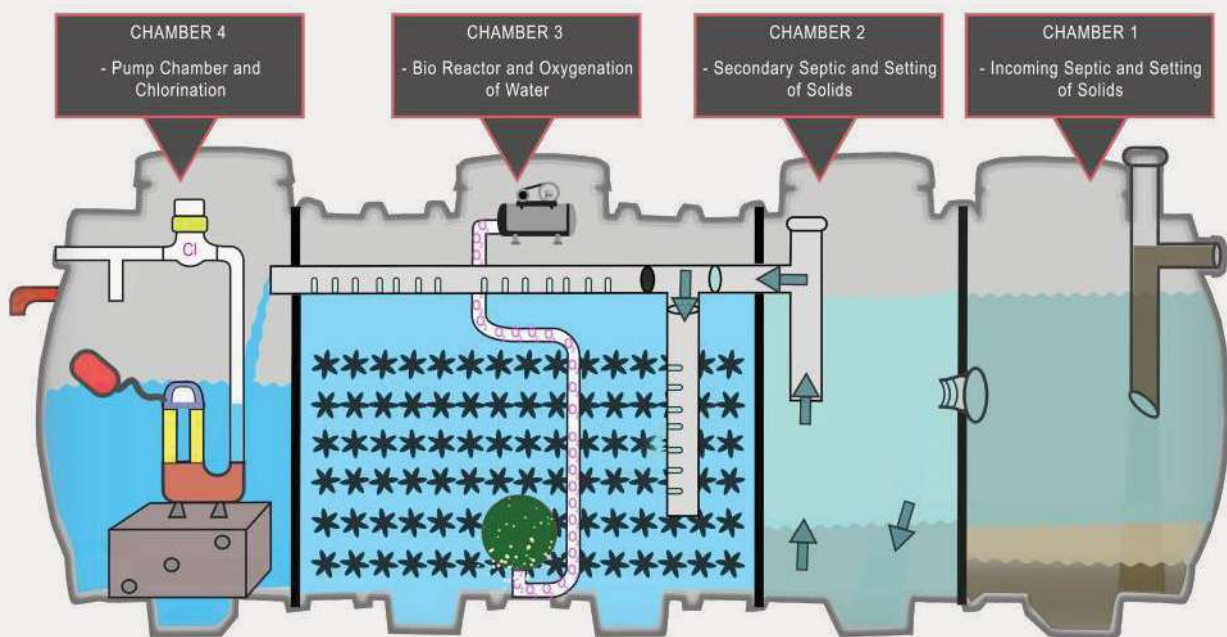 CHAMBER 4
- Pump Chamber and
Chlorination
CHAMBER 3
- Bio Reactor and Oxygenation
of Water
CHAMBER 2
- Secondary Septic and Setting
of Solids
CHAMBER 1
- Incoming Septic and Setting
of Solids
Cl